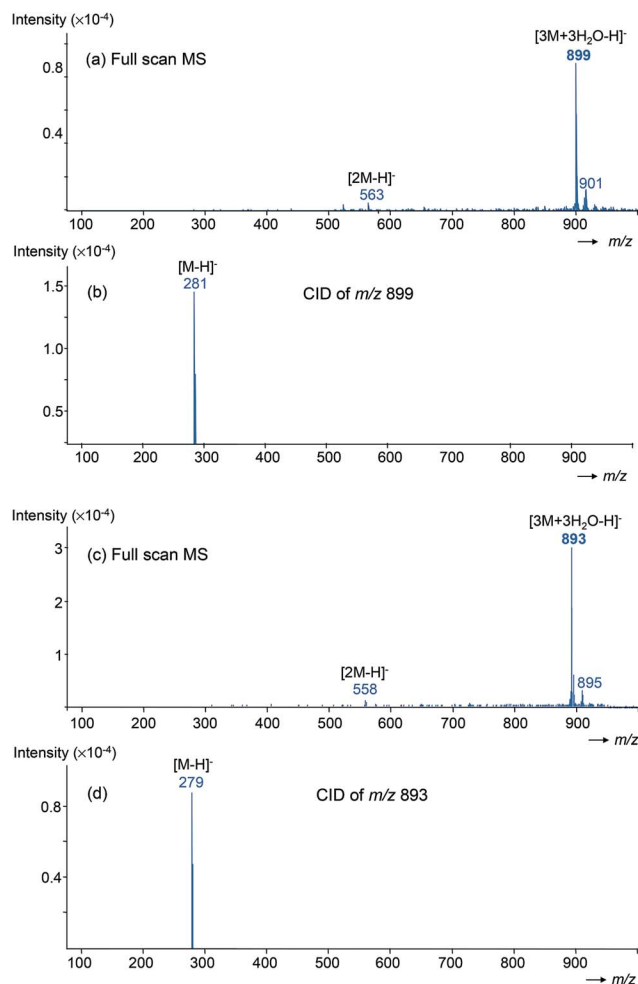 Intensity (×10⁻⁴)
[3M+3H₂O-H]⁻
(a) Full scan MS
899
0.8
0.4
[2M-H]⁻
563
901
100 200 300 400 500 600 700 800 900
→ m/z
Intensity (×10⁻⁴)
[M-H]⁻
281
(b)
CID of m/z 899
1.5
1.0
0.5
100 200 300 400 500 600 700 800 900
→ m/z
Intensity (×10⁻⁴)
[3M+3H₂O-H]⁻
893
(c) Full scan MS
3
2
1
[2M-H]⁻
558
895
100 200 300 400 500 600 700 800 900
→ m/z
Intensity (×10⁻⁴)
[M-H]⁻
279
(d)
CID of m/z 893
0.8
0.4
100 200 300 400 500 600 700 800 900
→ m/z